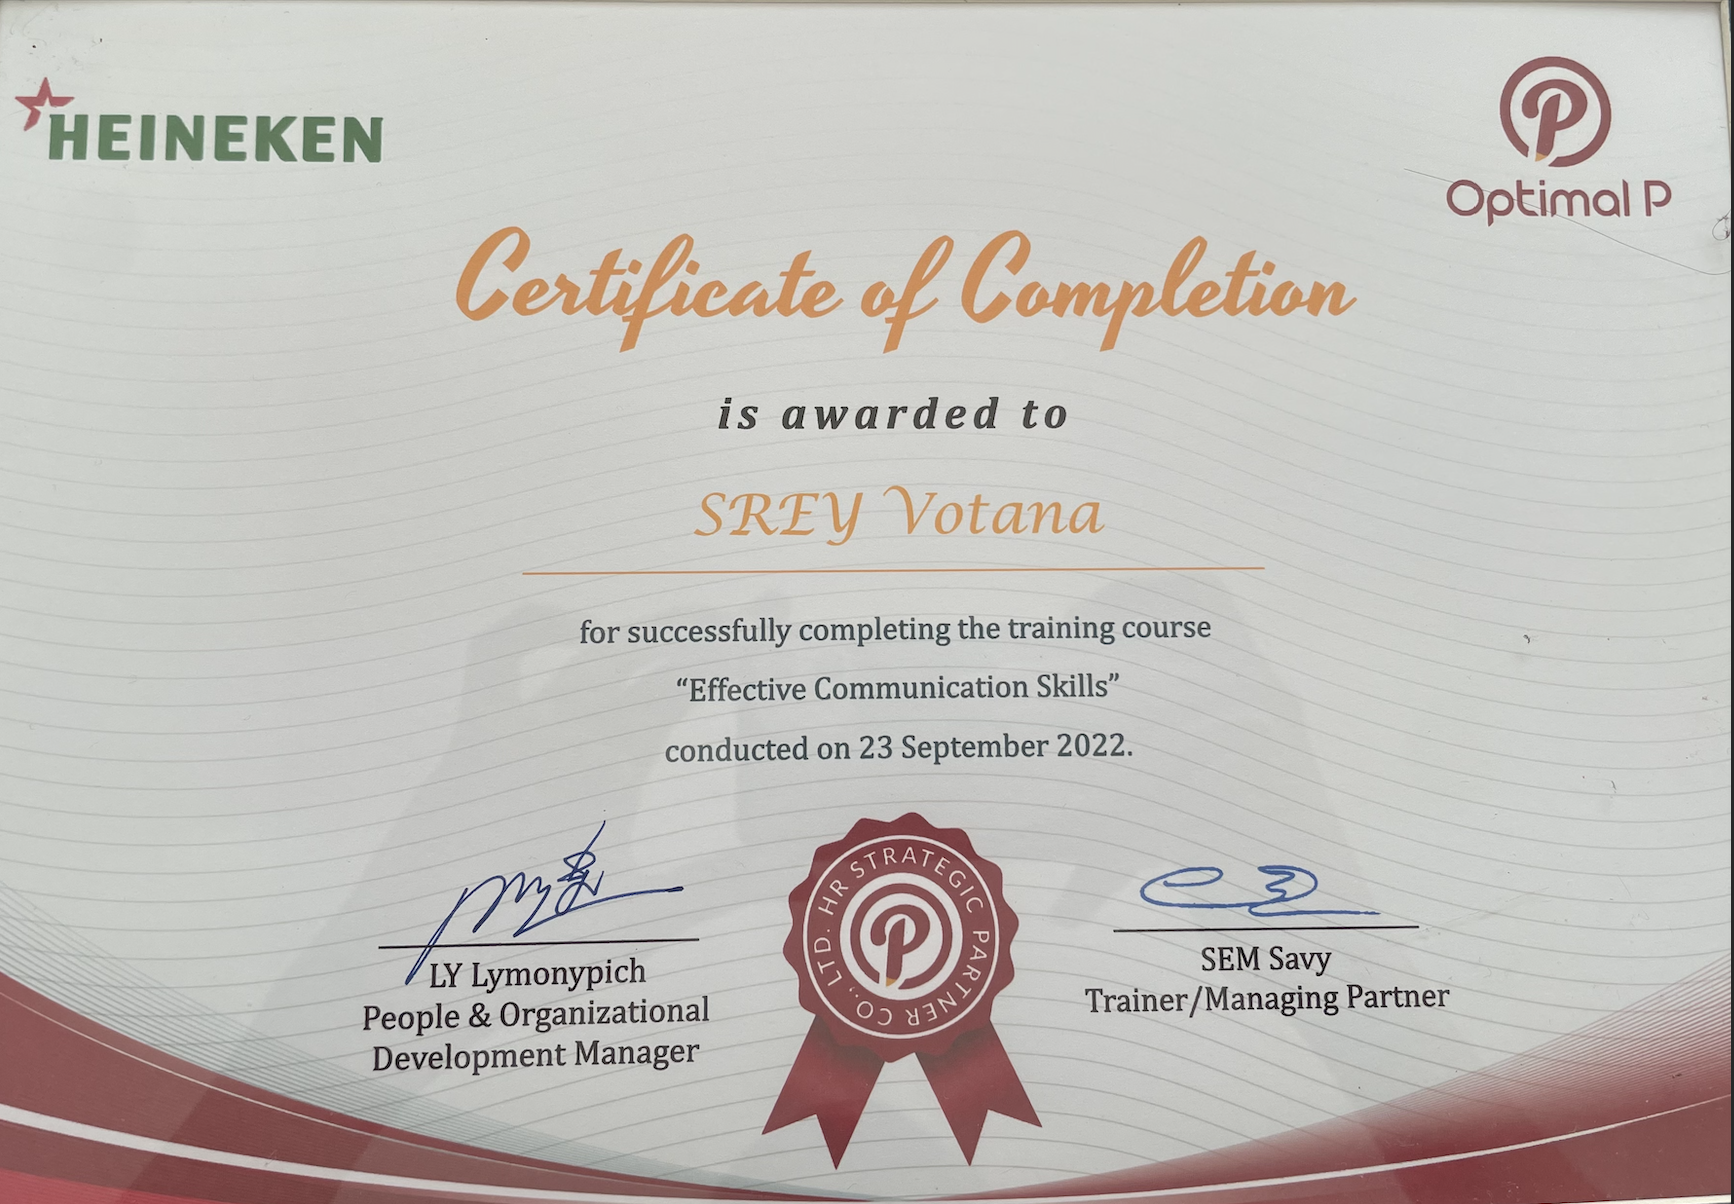 HEINEKEN
P
Optimal P
Certificate of Completion
is awarded to
SREY Votana
for successfully completing the training course
“Effective Communication Skills”
conducted on 23 September 2022.
LY Lymonypich
People & Organizational
Development Manager
HR STRATEGIC PARTNER CO., LTD.
P
SEM Savy
Trainer/Managing Partner